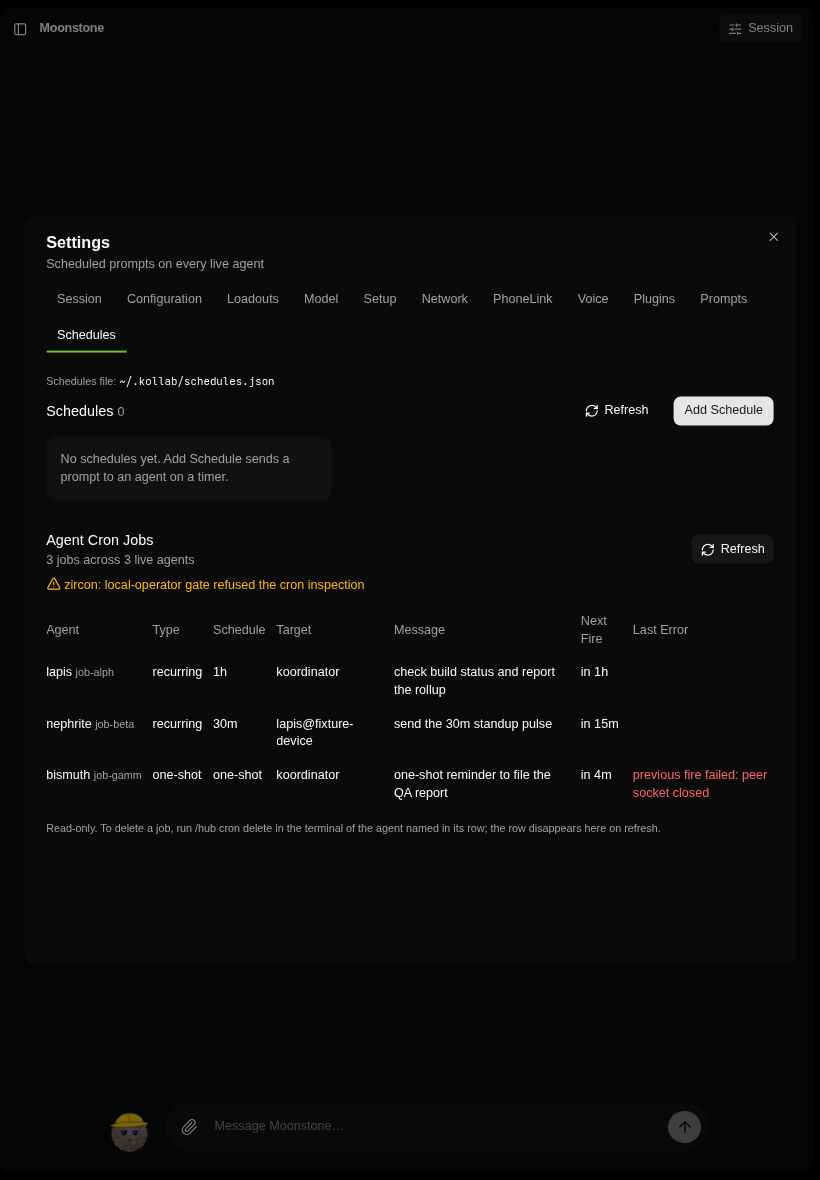 Moonstone
Session
Settings
Scheduled prompts on every live agent
Session Configuration Loadouts Model Setup Network PhoneLink Voice Plugins Prompts
Schedules
Schedules file: ~/.kollab/schedules.json
Schedules 0
Refresh
Add Schedule
No schedules yet. Add Schedule sends a
prompt to an agent on a timer.
Agent Cron Jobs
3 jobs across 3 live agents
Refresh
zircon: local-operator gate refused the cron inspection
Agent Type Schedule Target Message Next Fire Last Error
lapis job-alph recurring 1h koordinator check build status and report the rollup in 1h
nephrite job-beta recurring 30m lapis@fixture-device send the 30m standup pulse in 15m
bismuth job-gamm one-shot one-shot koordinator one-shot reminder to file the QA report in 4m previous fire failed: peer socket closed
Read-only. To delete a job, run /hub cron delete in the terminal of the agent named in its row; the row disappears here on refresh.
Message Moonstone…